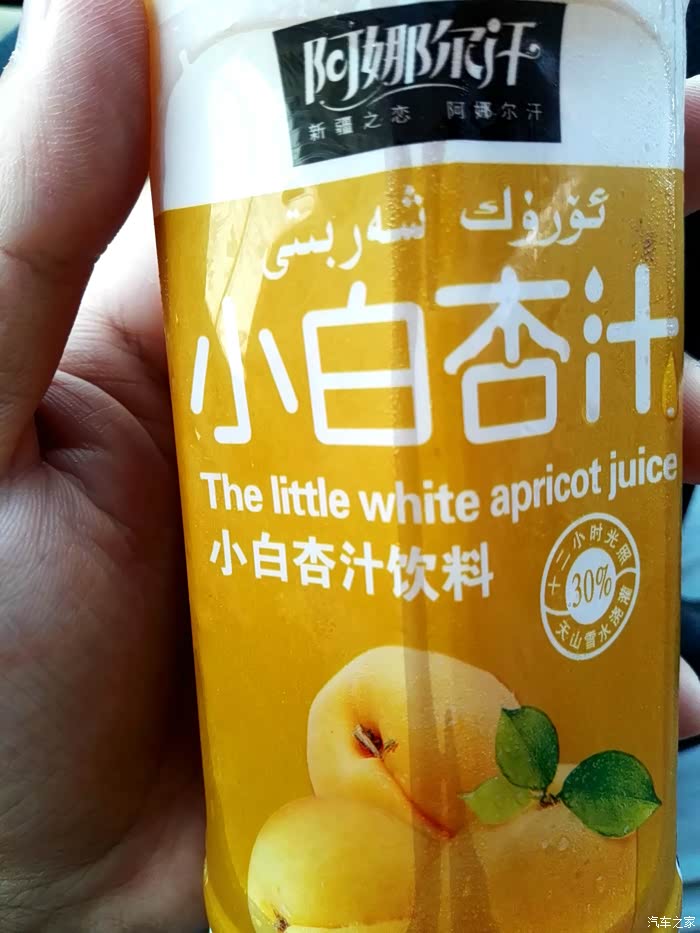 阿娜尔汗
新疆之恋 阿娜尔汗
ئۈرۈك شەربىتى
小白杏汁
The little white apricot juice
小白杏汁饮料
十二小时光照
30%
天山雪水浇灌
汽车之家